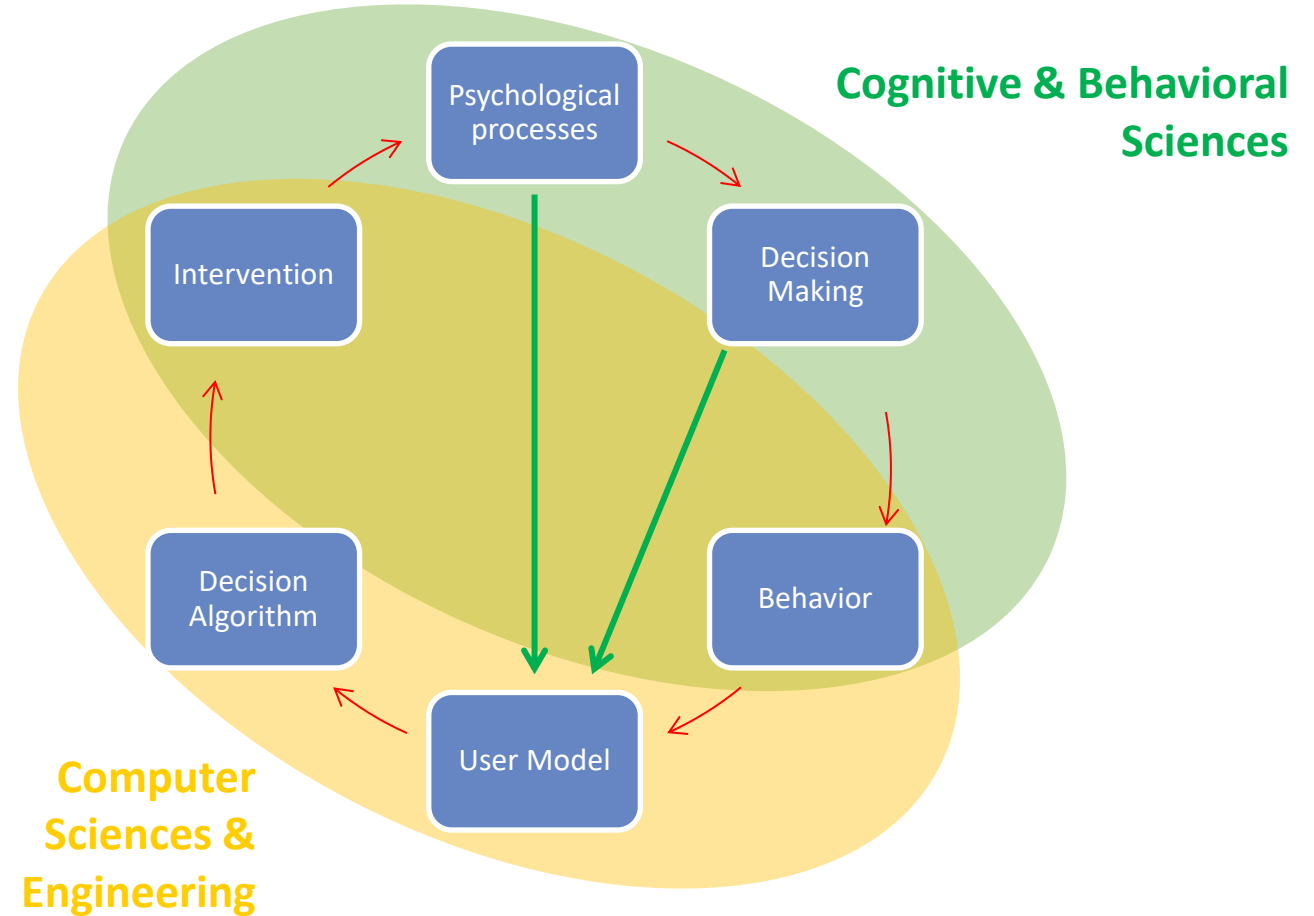 Psychological
processes
Cognitive & Behavioral
Sciences
Intervention
Decision
Making
Decision
Algorithm
Behavior
User Model
Computer
Sciences &
Engineering